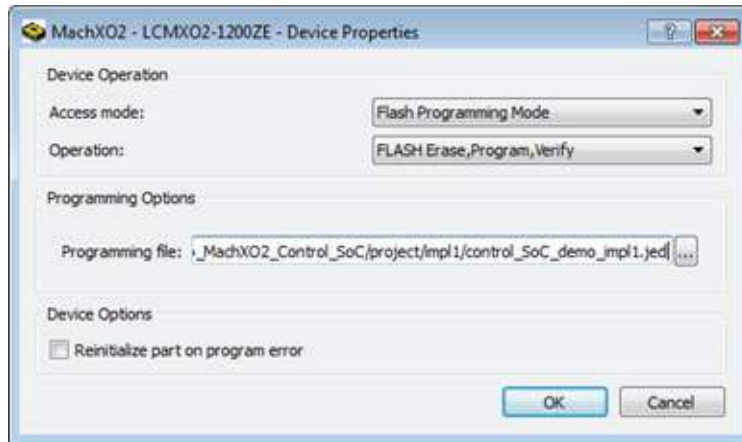 MachXO2 - LCMXO2-1200ZE - Device Properties
Device Operation
Access mode: Flash Programming Mode
Operation: FLASH Erase,Program,Verify
Programming Options
Programming file: _MachXO2_Control_SoC/project/impl1/control_SoC_demo_impl1.jed ...
Device Options
Reinitialize part on program error
OK Cancel